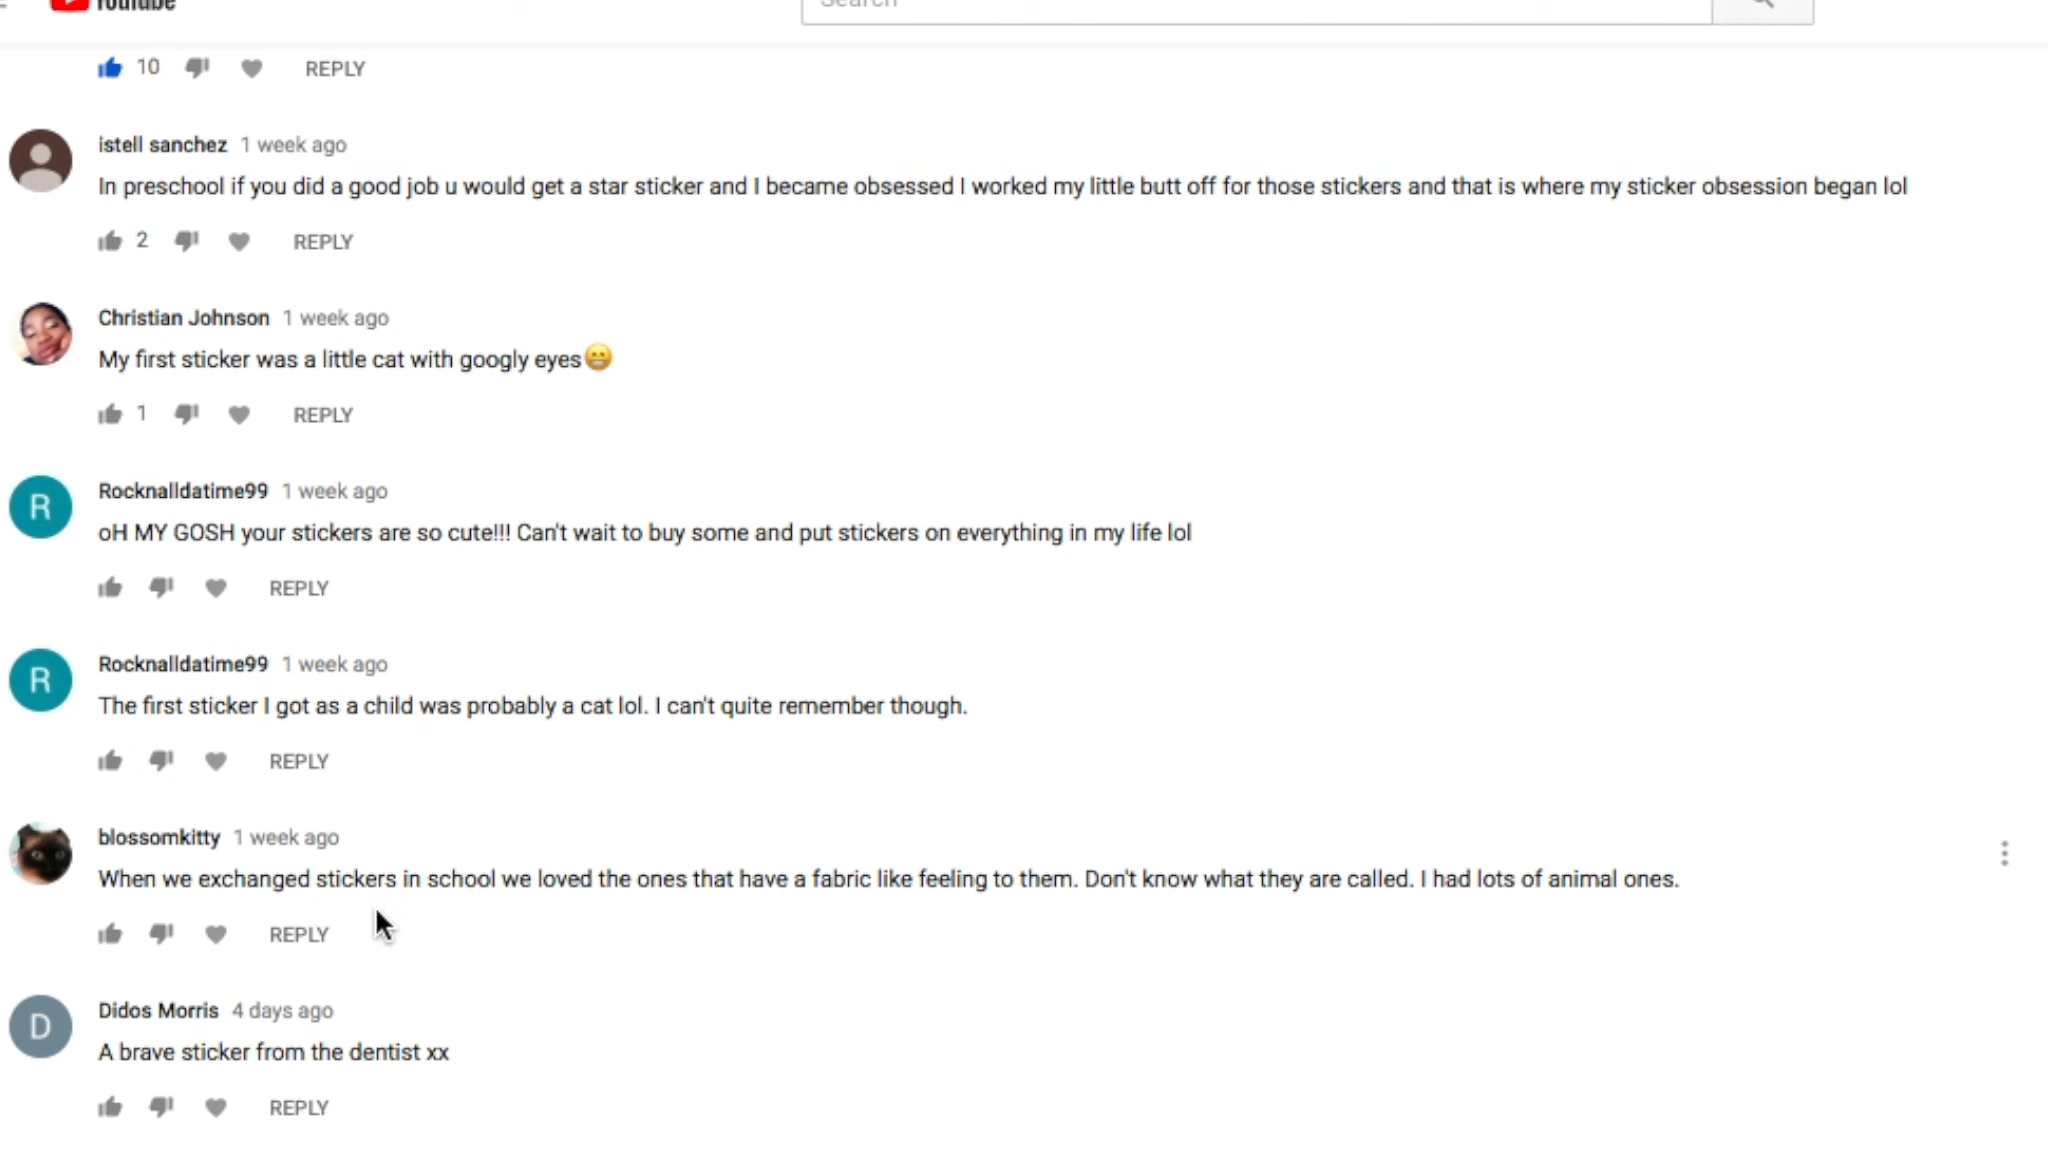 YouTube
Search
10 REPLY
istell sanchez 1 week ago
In preschool if you did a good job u would get a star sticker and I became obsessed I worked my little butt off for those stickers and that is where my sticker obsession began lol
2 REPLY
Christian Johnson 1 week ago
My first sticker was a little cat with googly eyes😁
1 REPLY
R
Rocknalldatime99 1 week ago
oH MY GOSH your stickers are so cute!!! Can't wait to buy some and put stickers on everything in my life lol
REPLY
R
Rocknalldatime99 1 week ago
The first sticker I got as a child was probably a cat lol. I can't quite remember though.
REPLY
blossomkitty 1 week ago
When we exchanged stickers in school we loved the ones that have a fabric like feeling to them. Don't know what they are called. I had lots of animal ones.
REPLY
D
Didos Morris 4 days ago
A brave sticker from the dentist xx
REPLY